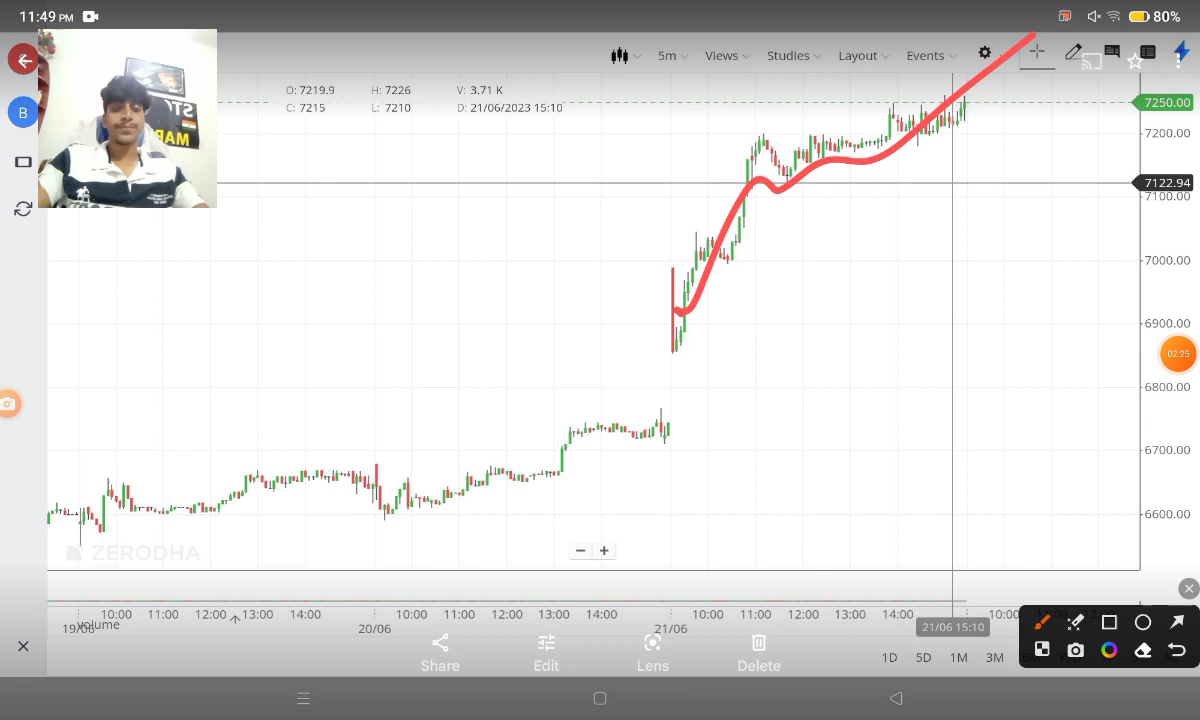 11:49 PM
80%
B
5m Views Studies Layout Events
O: 7219.9 H: 7226 V: 3.71 K
C: 7215 L: 7210 D: 21/06/2023 15:10
7250.00
7200.00
7122.94
7100.00
7000.00
6900.00
02:25
6800.00
6700.00
6600.00
ZERODHA
10:00 11:00 12:00 13:00 14:00 10:00 11:00 12:00 13:00 14:00 10:00 11:00 12:00 13:00 14:00 10:00
volume
19/06 20/06 21/06 21/06 15:10
1D 5D 1M 3M
Share Edit Lens Delete